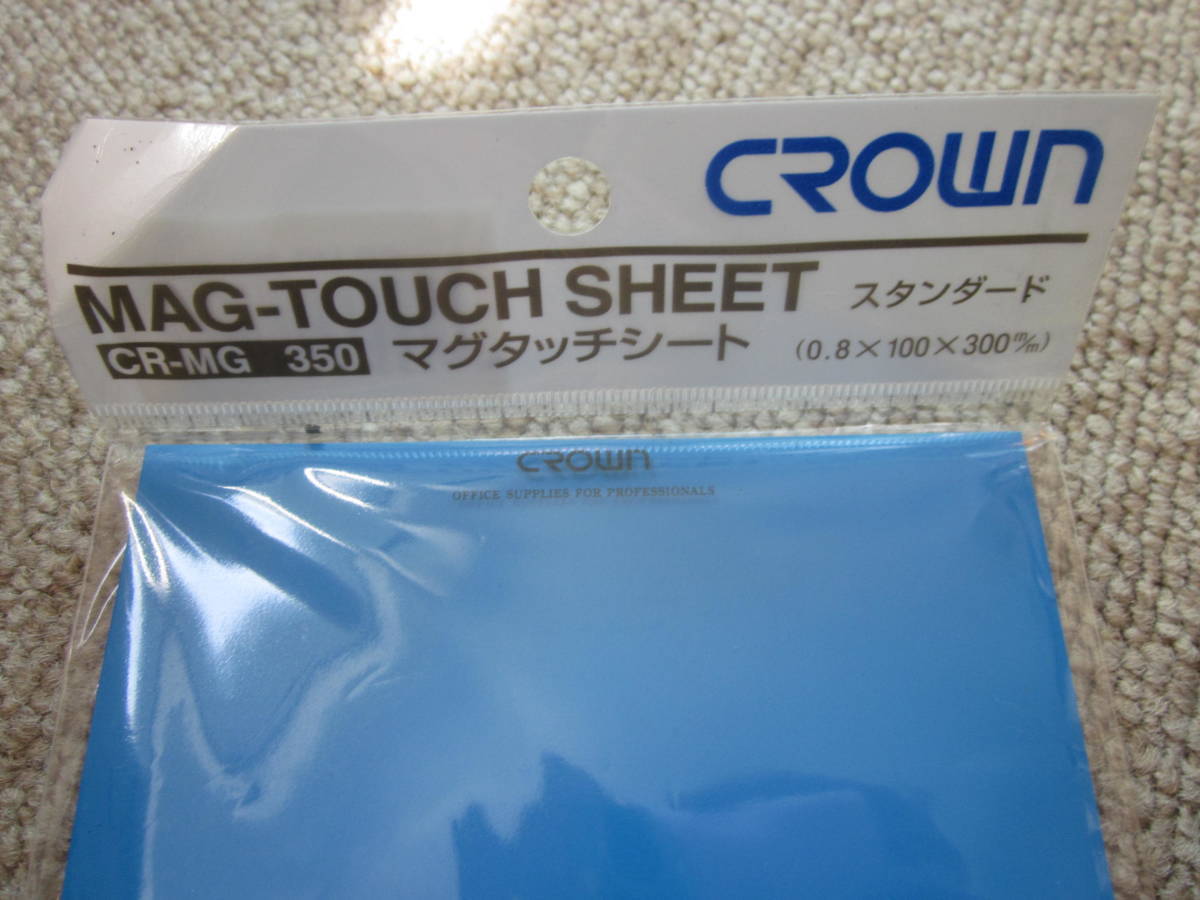 CROWN
MAG-TOUCH SHEET スタンダード
CR-MG 350 マグタッチシート (0.8×100×300m/m)
CROWN
OFFICE SUPPLIES FOR PROFESSIONALS